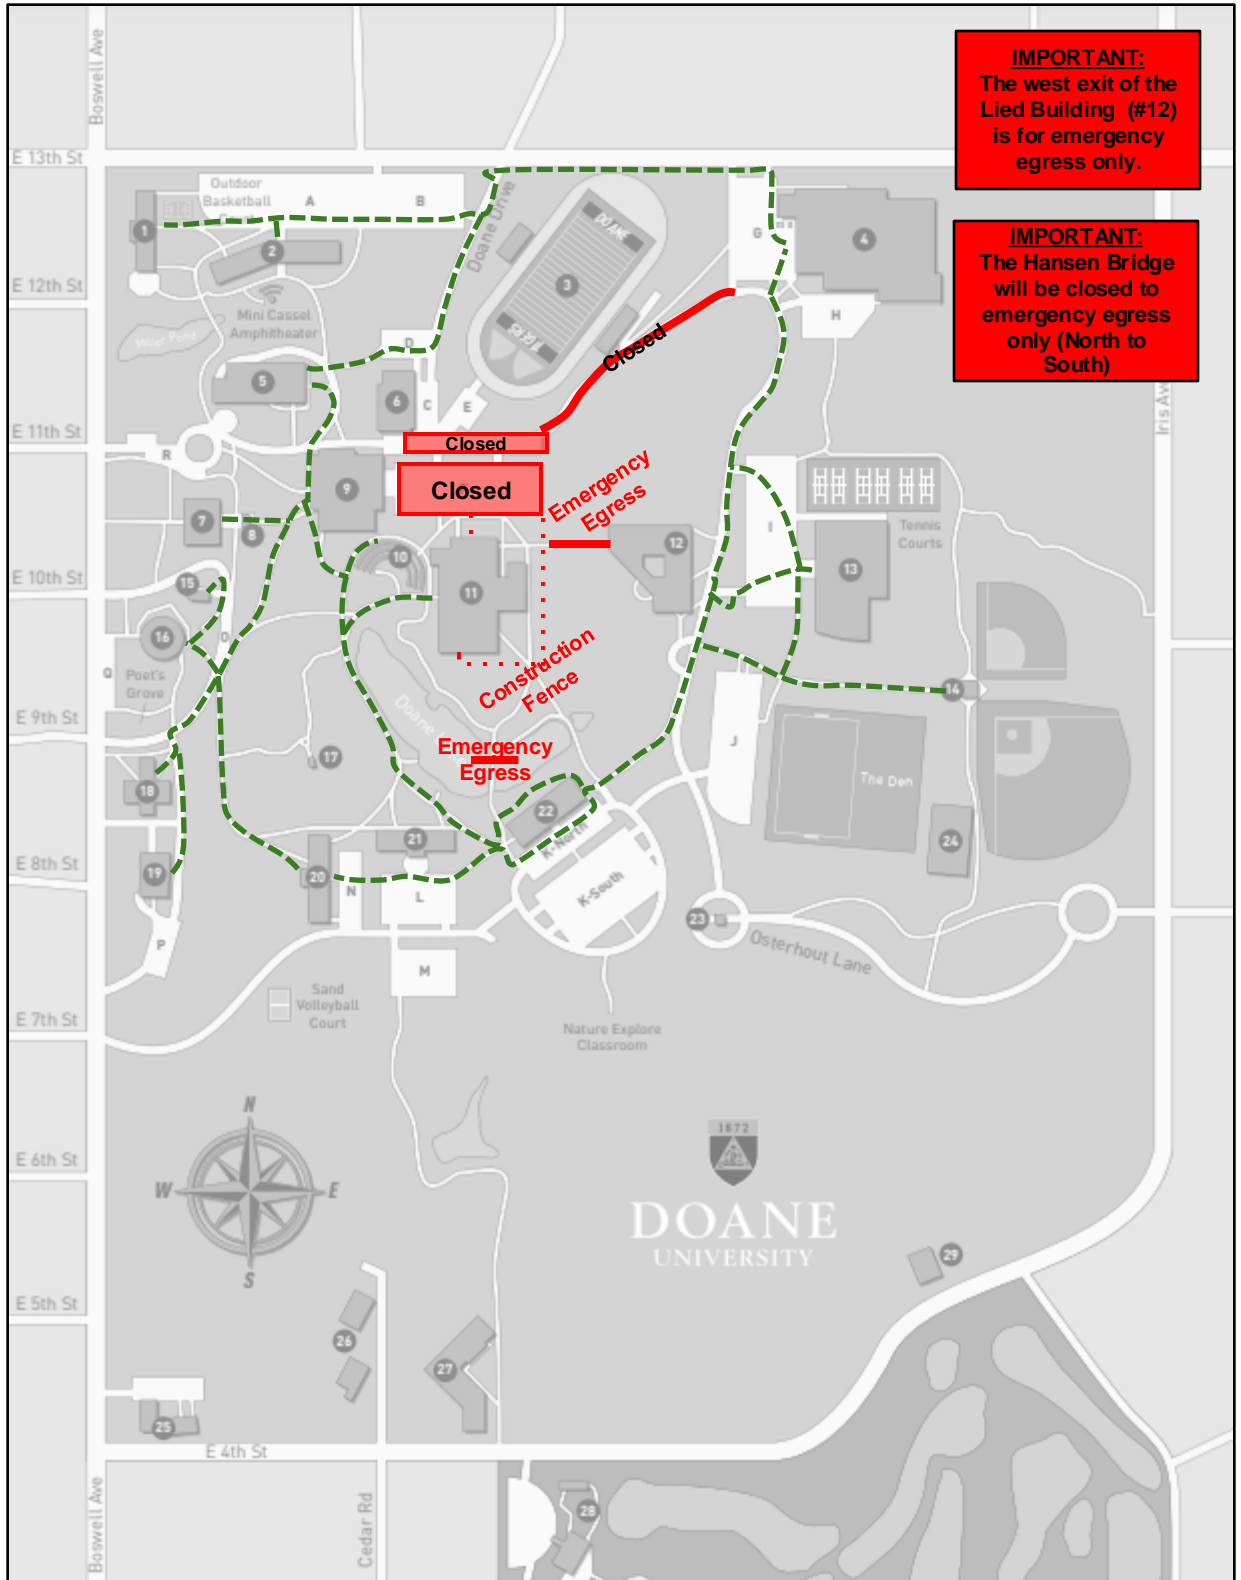 IMPORTANT:
The west exit of the
Lied Building (#12)
is for emergency
egress only.
IMPORTANT:
The Hansen Bridge
will be closed to
emergency egress
only (North to
South)
Boswell Ave
E 13th St
Outdoor
Basketball
A
B
Doane Drive
DOANE
G
1
2
3
4
E 12th St
Mini Cassel
Amphitheater
Miller Pond
D
H
Closed
5
6
C
E
Iris Ave
E 11th St
R
Closed
Closed
Emergency
Egress
9
7
8
I
Tennis
Courts
10
12
13
E 10th St
15
11
16
O
Q
Poet's
Grove
Construction
Fence
14
E 9th St
Doane
17
Emergency
Egress
J
The Den
18
22
K-North
21
24
E 8th St
19
20
N
L
K-South
23
P
Osterhout Lane
M
Sand
Volleyball
Court
E 7th St
Nature Explore
Classroom
N
W
E
S
1872
DOANE
UNIVERSITY
E 6th St
29
E 5th St
26
27
25
E 4th St
Boswell Ave
Cedar Rd
28